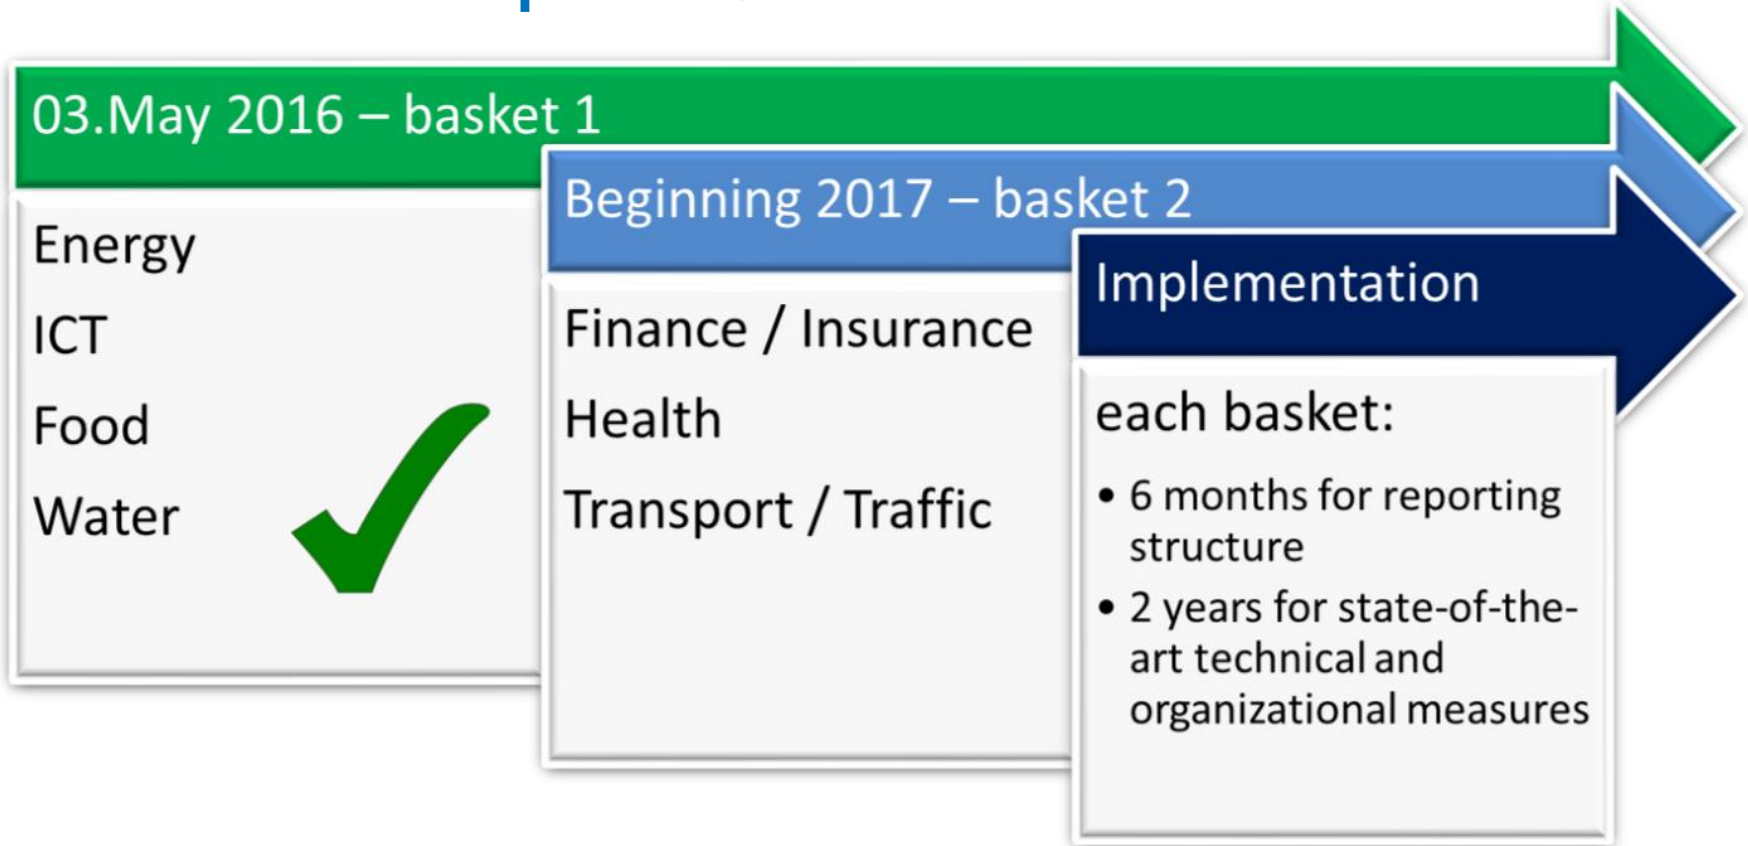 03.May 2016 – basket 1
Energy
ICT
Food
Water
Beginning 2017 – basket 2
Finance / Insurance
Health
Transport / Traffic
Implementation
each basket:
• 6 months for reporting
structure
• 2 years for state-of-the-
art technical and
organizational measures